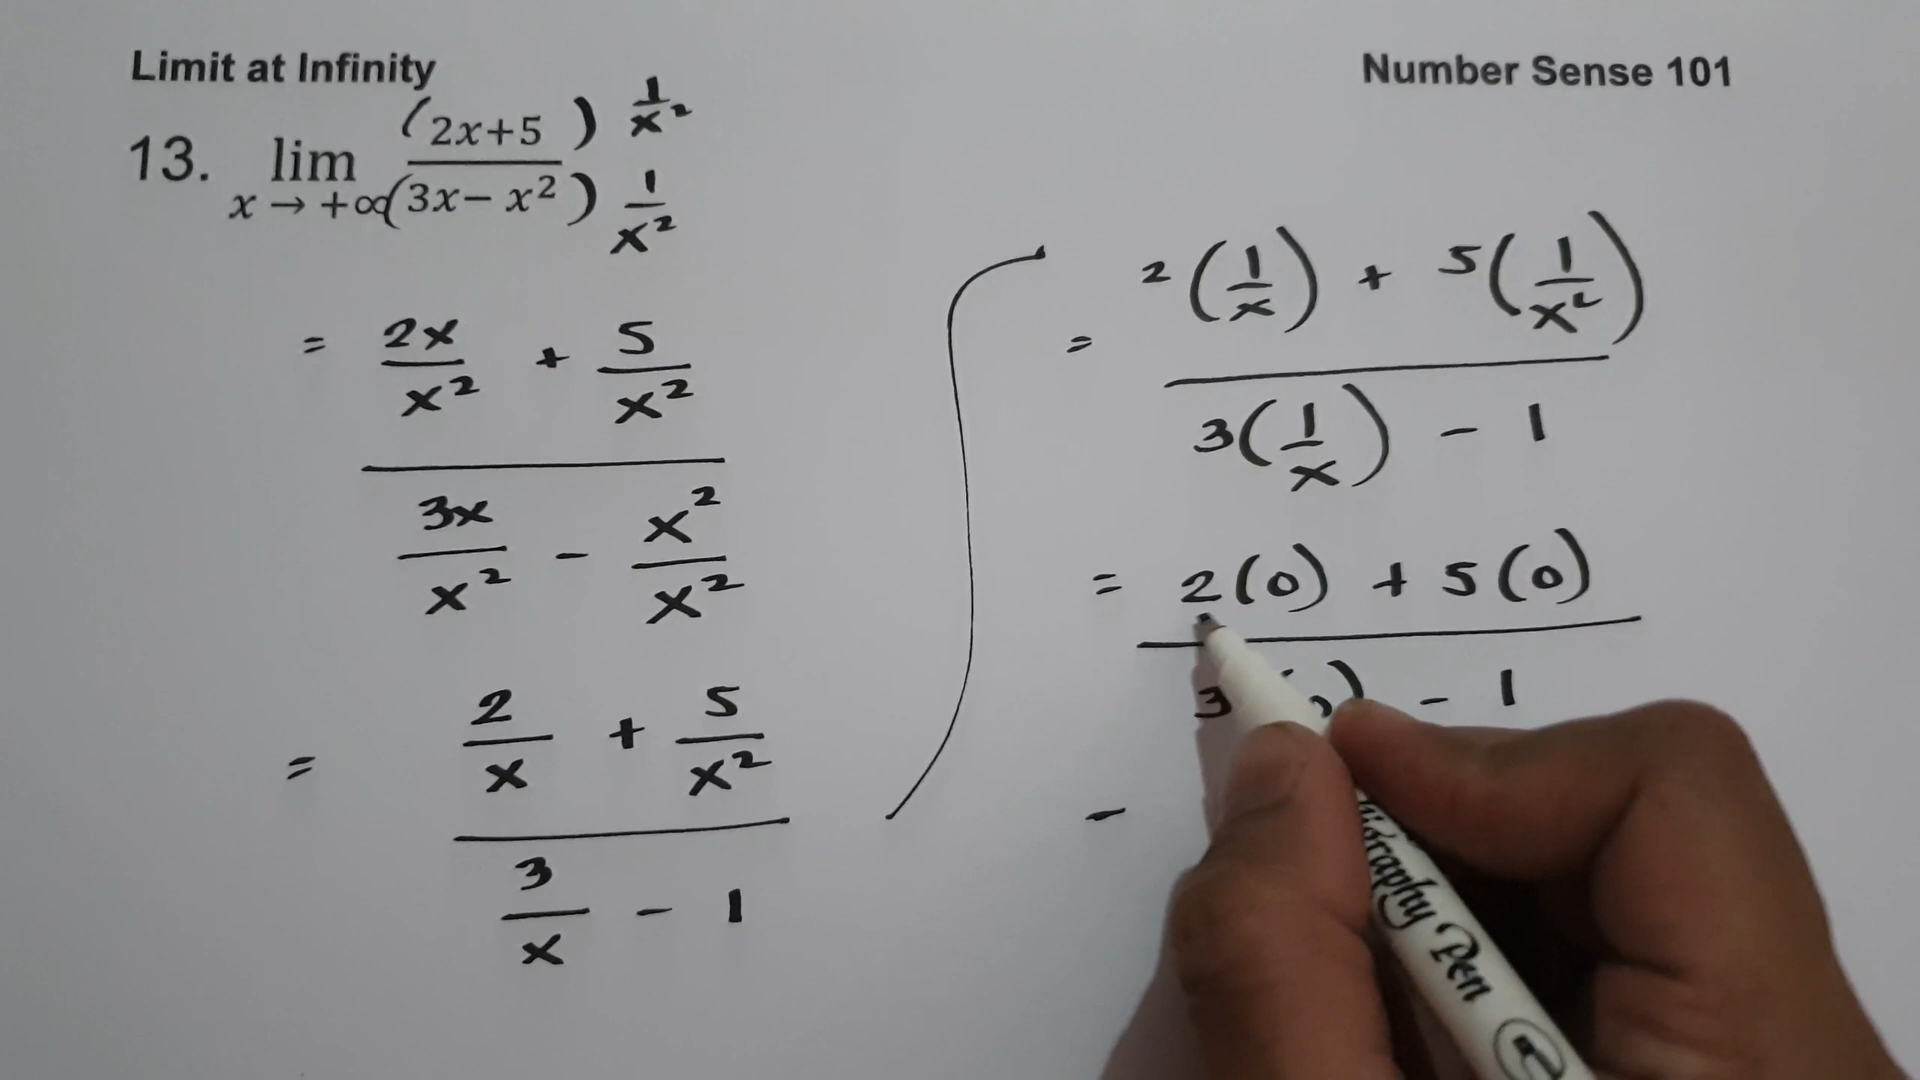 Limit at Infinity
Number Sense 101
13. lim x → +∞ (2x+5) 1/x² / (3x− x²) 1/x²
= 2x/x² + 5/x²
3x/x² - x²/x²
= 2/x + 5/x²
3/x - 1
= 2(1/x) + 5(1/x²)
3(1/x) - 1
= 2(0) + 5(0)
3 ) - 1
-
Pen